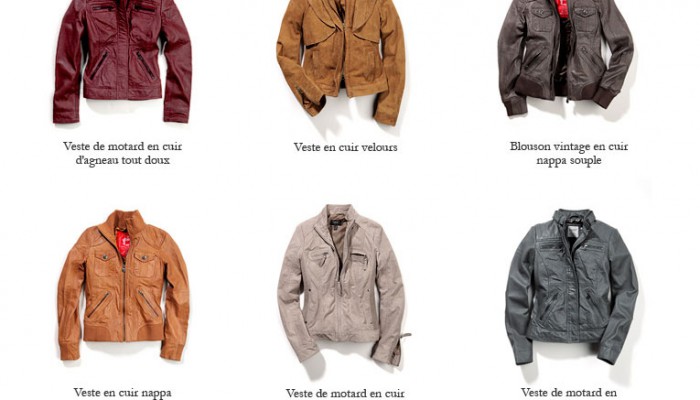 Veste de motard en cuir
d'agneau tout doux
Veste en cuir velours
Blouson vintage en cuir
nappa souple
Veste en cuir nappa
Veste de motard en cuir
Veste de motard en